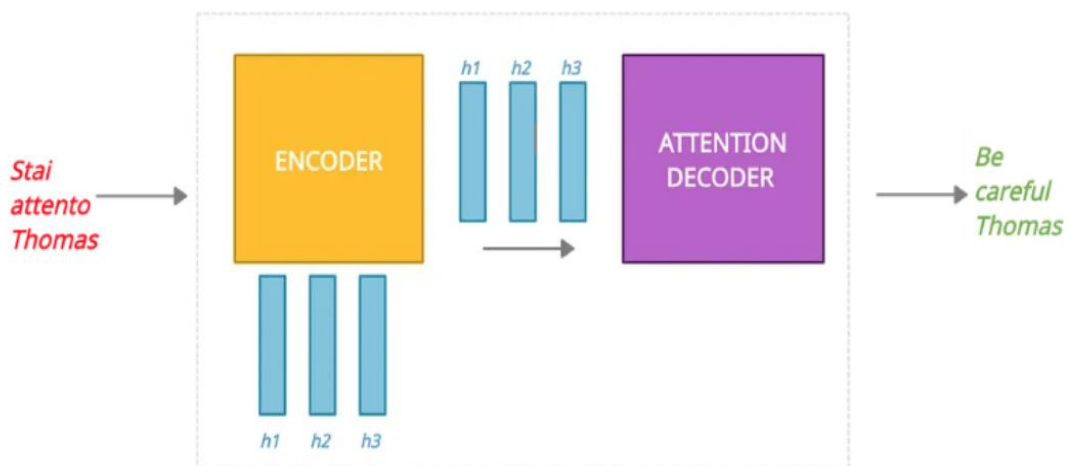 Stai
attento
Thomas
ENCODER
h1 h2 h3
h1 h2 h3
ATTENTION
DECODER
Be
careful
Thomas